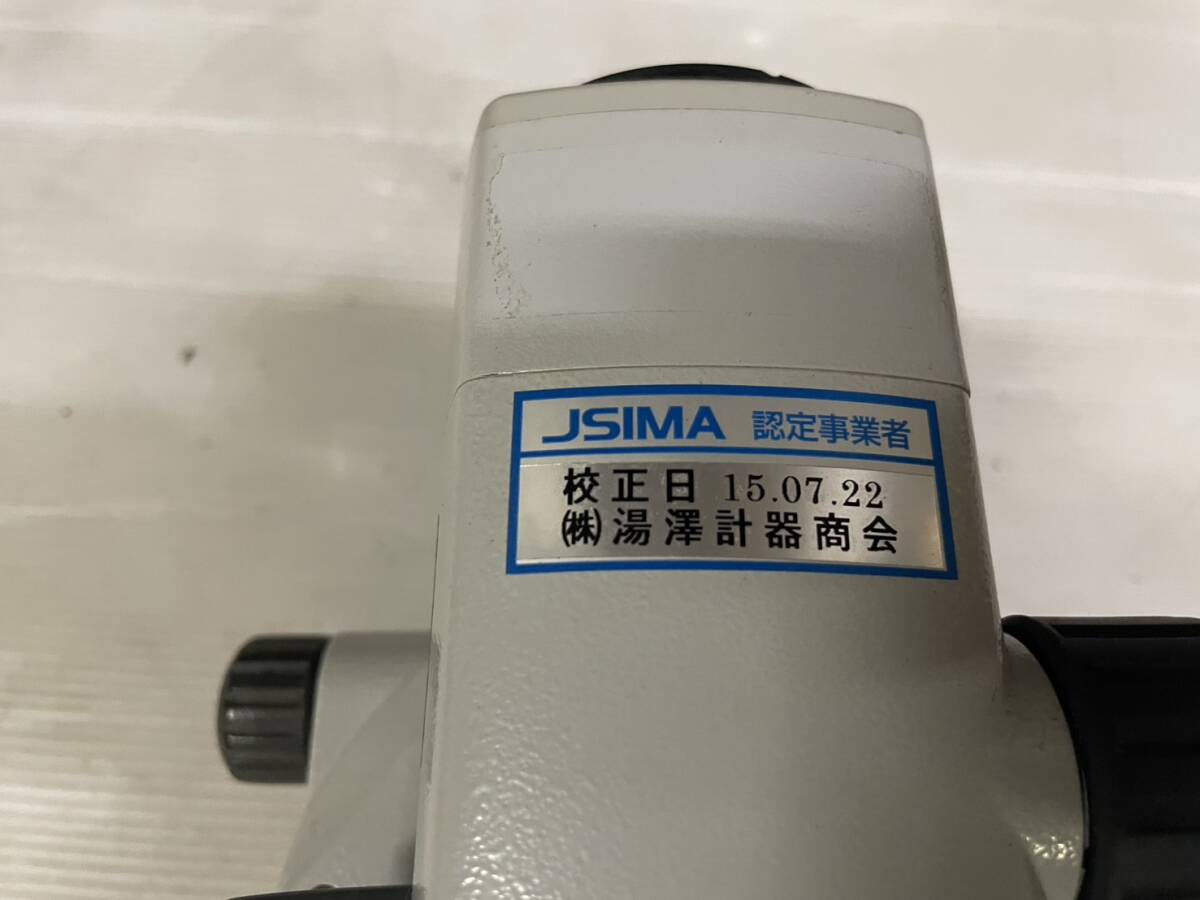 JSIMA 認定事業者
校正日 15.07.22
㈱湯澤計器商会